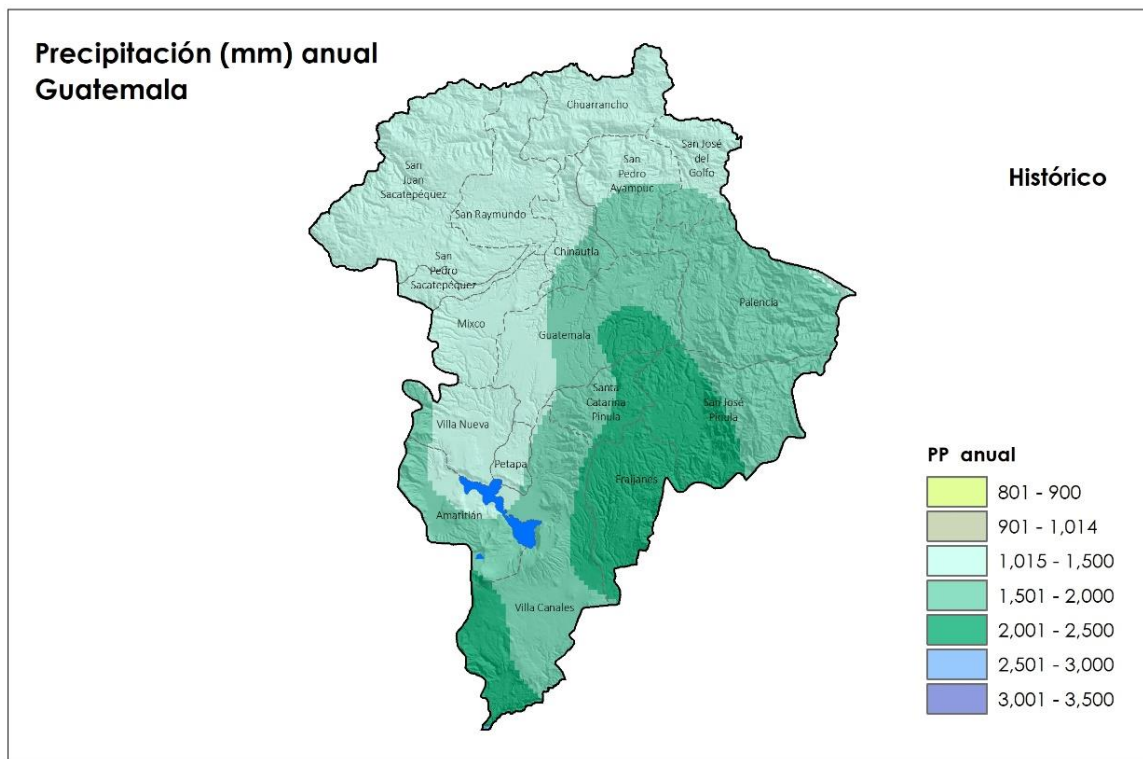 Precipitación (mm) anual
Guatemala
Histórico
Chuarrancho
San José
del
Golfo
San
Pedro
Ayampuc
San
Juan
Sacatepéquez
San Raymundo
Chinautla
San
Pedro
Sacatepéquez
Palencia
Mixco
Guatemala
Santa
Catarina
Pinula
San José
Pinula
Villa Nueva
Petapa
Fraijanes
Amatitlán
Villa Canales
PP anual
801 - 900
901 - 1,014
1,015 - 1,500
1,501 - 2,000
2,001 - 2,500
2,501 - 3,000
3,001 - 3,500